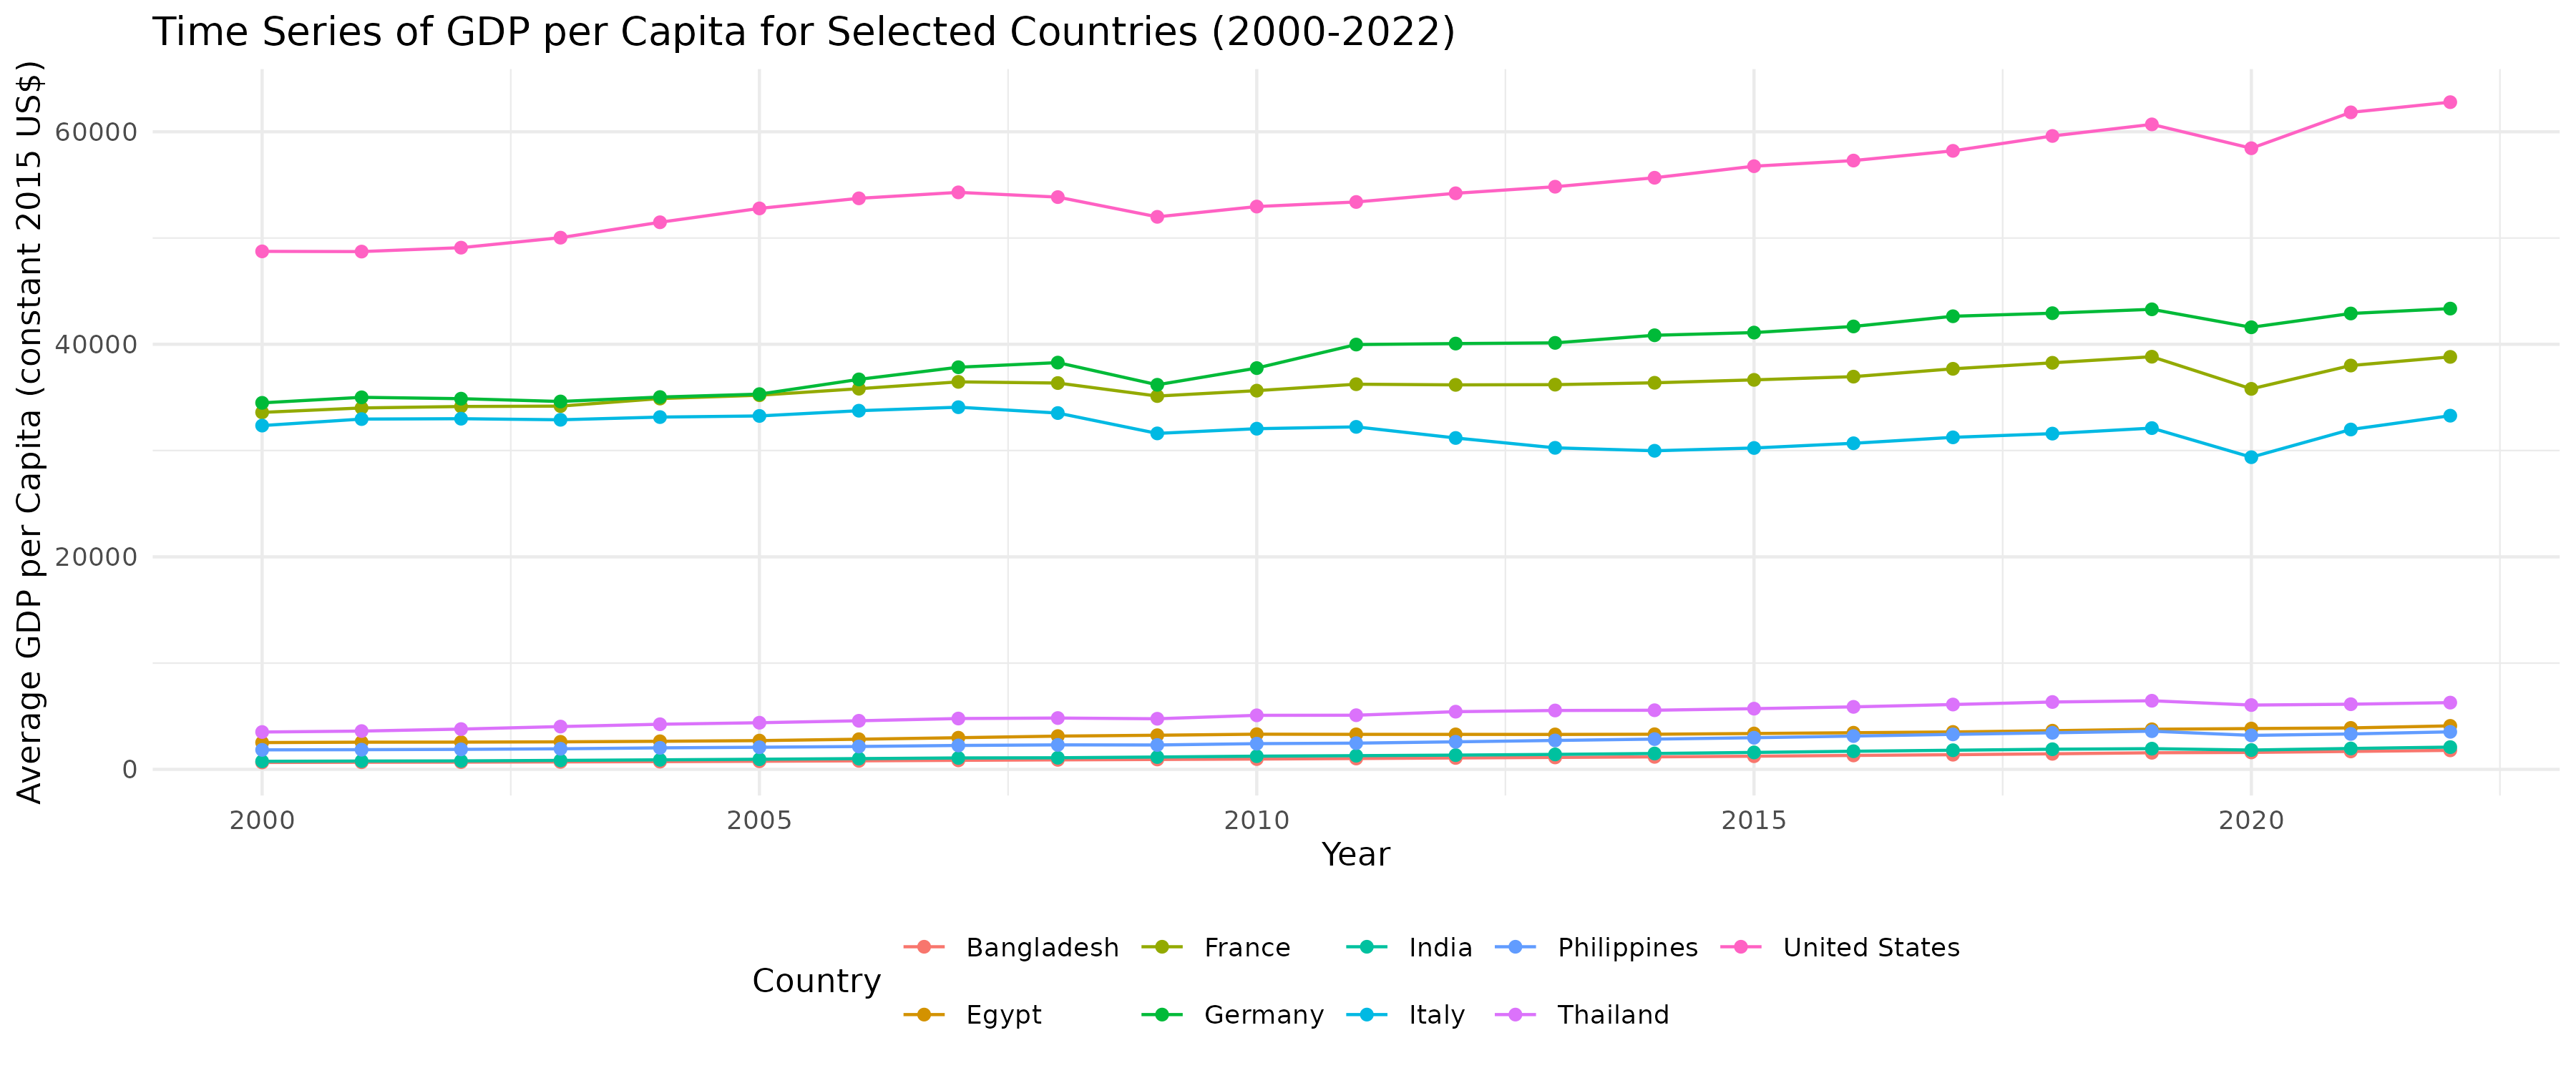 Time Series of GDP per Capita for Selected Countries (2000-2022)
Average GDP per Capita (constant 2015 US$)
60000
40000
20000
0
2000 2005 2010 2015 2020
Year
Country
Bangladesh France India Philippines United States
Egypt Germany Italy Thailand